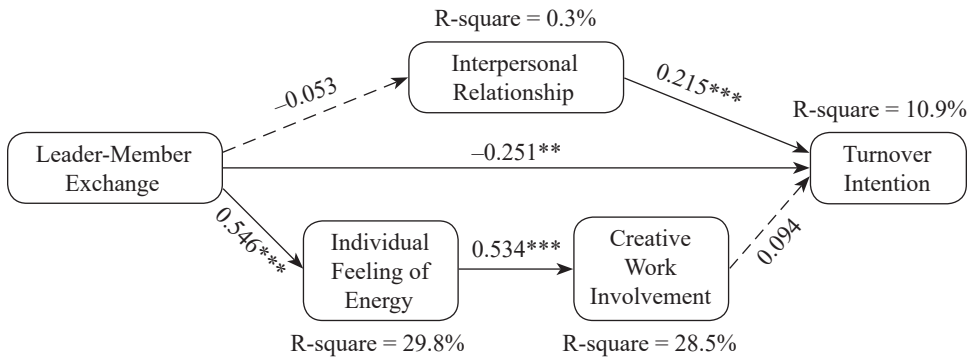 R-square = 0.3%
Interpersonal
Relationship
–0.053
0.215***
R-square = 10.9%
Leader-Member
Exchange
–0.251**
Turnover
Intention
0.546***
Individual
Feeling of
Energy
0.534***
Creative
Work
Involvement
0.094
R-square = 29.8%
R-square = 28.5%